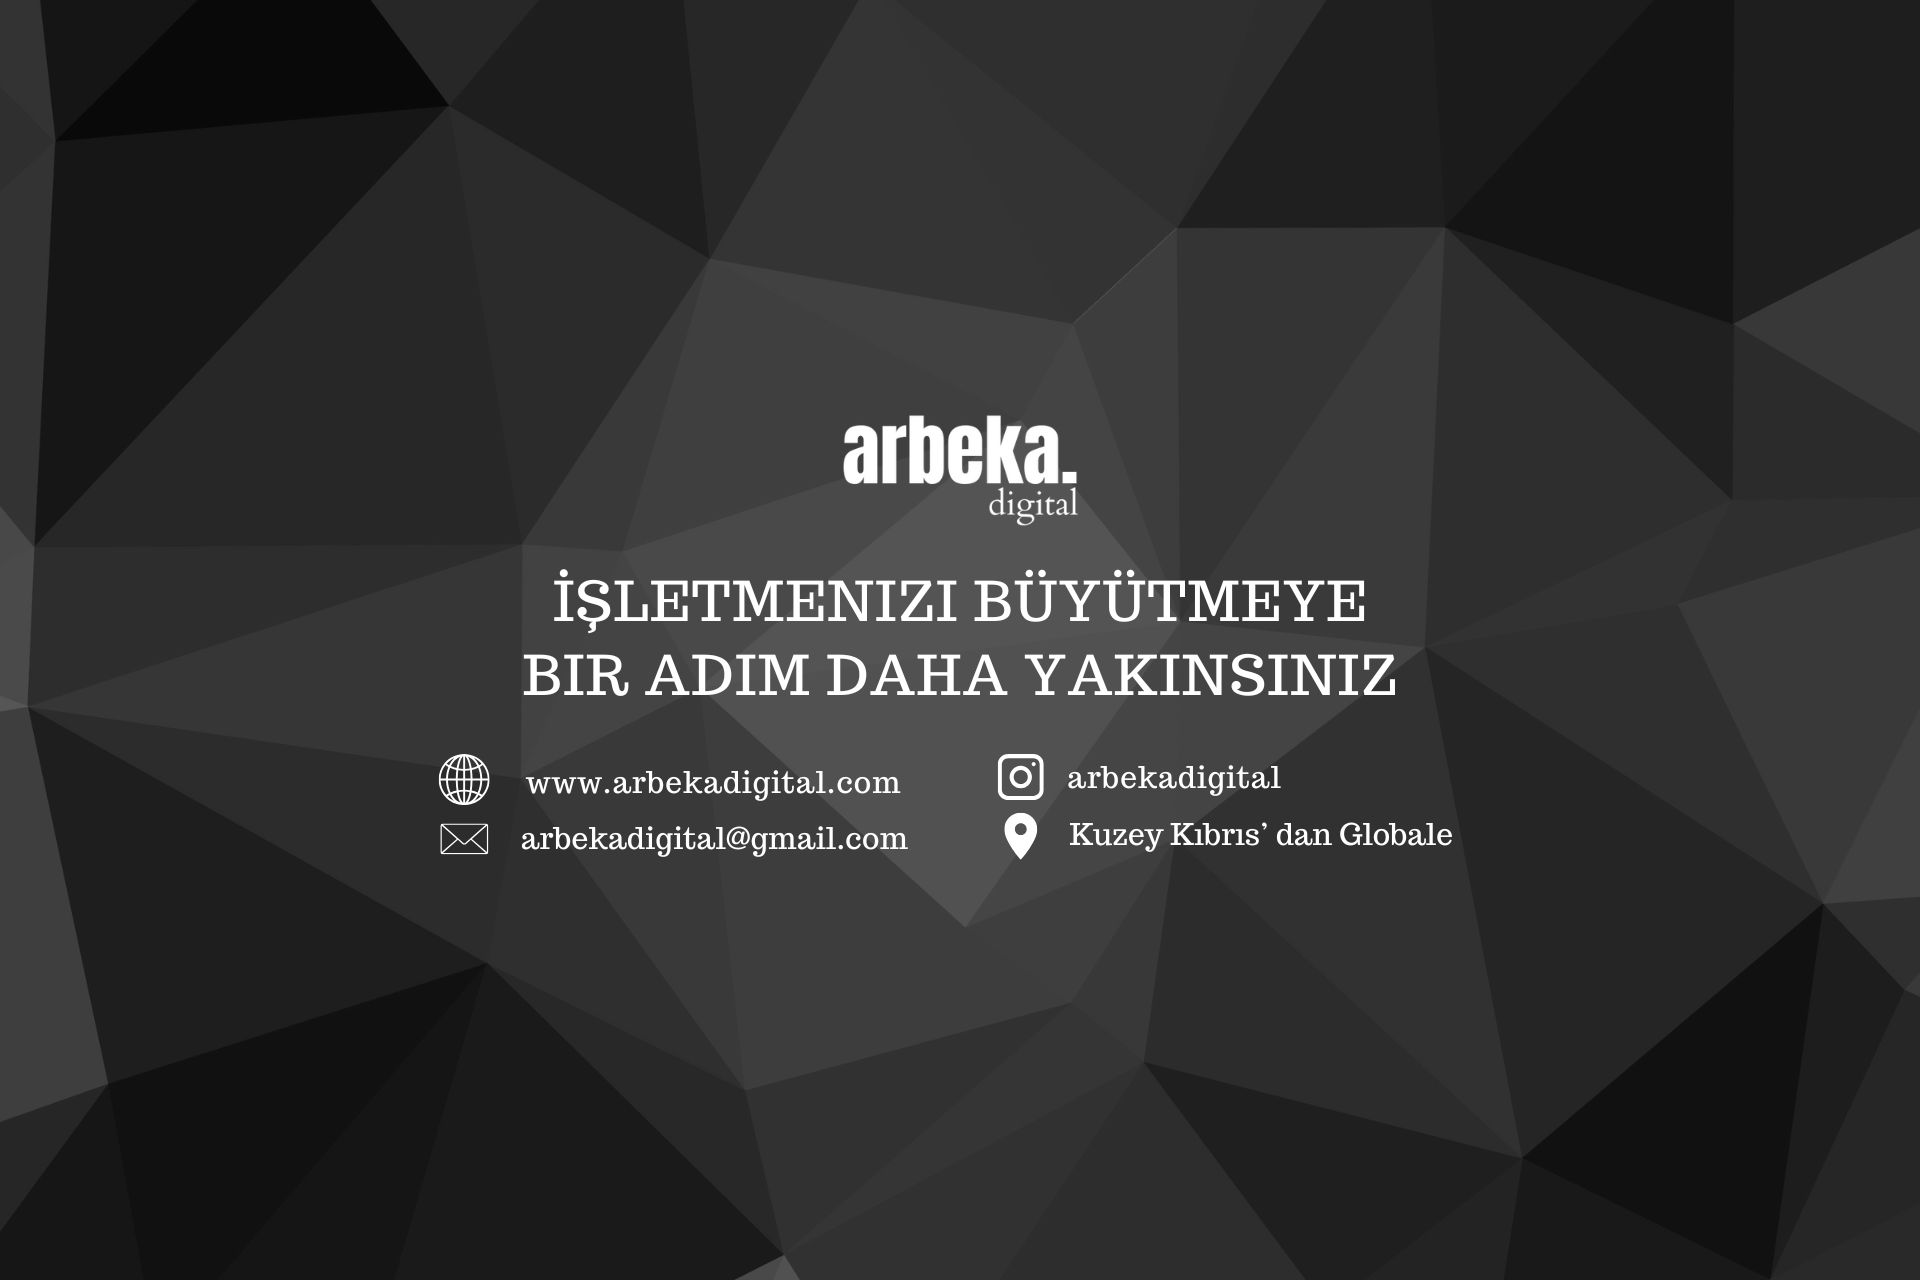 arbeka.
digital
İŞLETMENIZI BÜYÜTMEYE
BIR ADIM DAHA YAKINSINIZ
www.arbekadigital.com
arbekadigital@gmail.com
arbekadigital
Kuzey Kıbrıs’ dan Globale